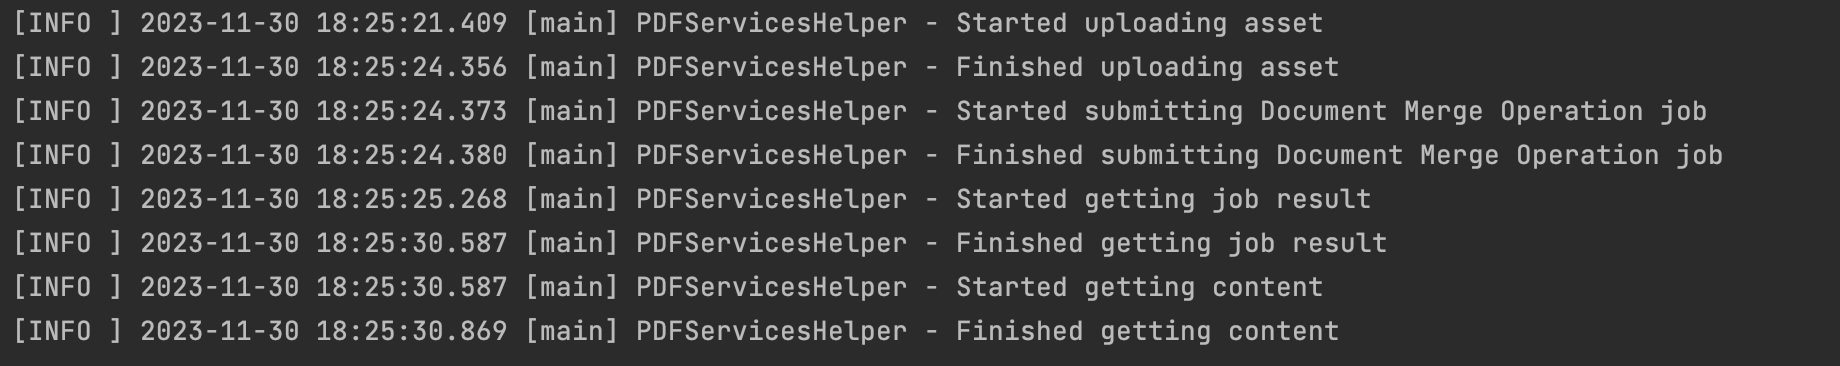 [INFO ] 2023-11-30 18:25:21.409 [main] PDFServicesHelper - Started uploading asset
[INFO ] 2023-11-30 18:25:24.356 [main] PDFServicesHelper - Finished uploading asset
[INFO ] 2023-11-30 18:25:24.373 [main] PDFServicesHelper - Started submitting Document Merge Operation job
[INFO ] 2023-11-30 18:25:24.380 [main] PDFServicesHelper - Finished submitting Document Merge Operation job
[INFO ] 2023-11-30 18:25:25.268 [main] PDFServicesHelper - Started getting job result
[INFO ] 2023-11-30 18:25:30.587 [main] PDFServicesHelper - Finished getting job result
[INFO ] 2023-11-30 18:25:30.587 [main] PDFServicesHelper - Started getting content
[INFO ] 2023-11-30 18:25:30.869 [main] PDFServicesHelper - Finished getting content